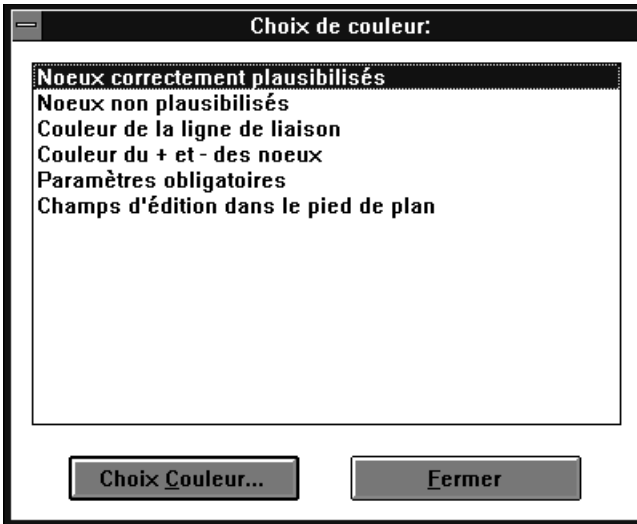 Choix de couleur:
Noeux correctement plausibilisés
Noeux non plausibilisés
Couleur de la ligne de liaison
Couleur du + et - des noeux
Paramètres obligatoires
Champs d'édition dans le pied de plan
Choix Couleur...
Fermer